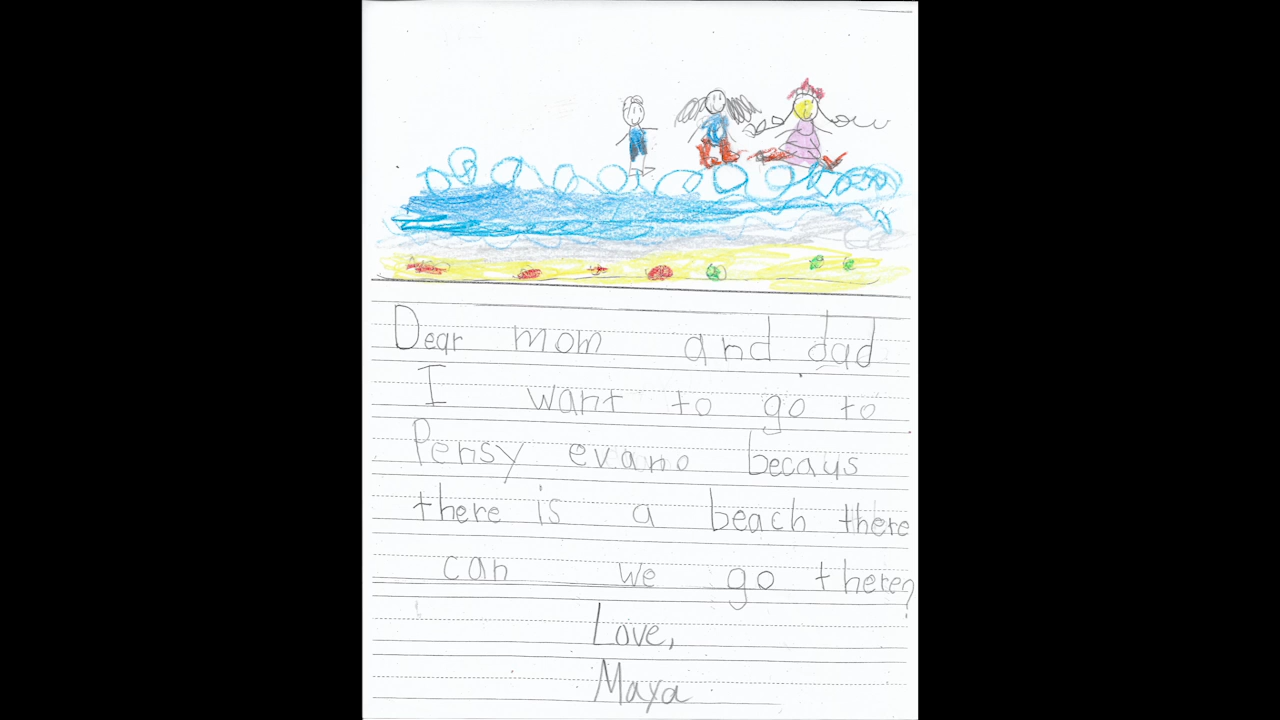 Dear mom and dad
I want to go to
Pensy evano becays
there is a beach there
can we go there?
Love,
Maya